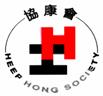 協康會
HEEP HONG SOCIETY